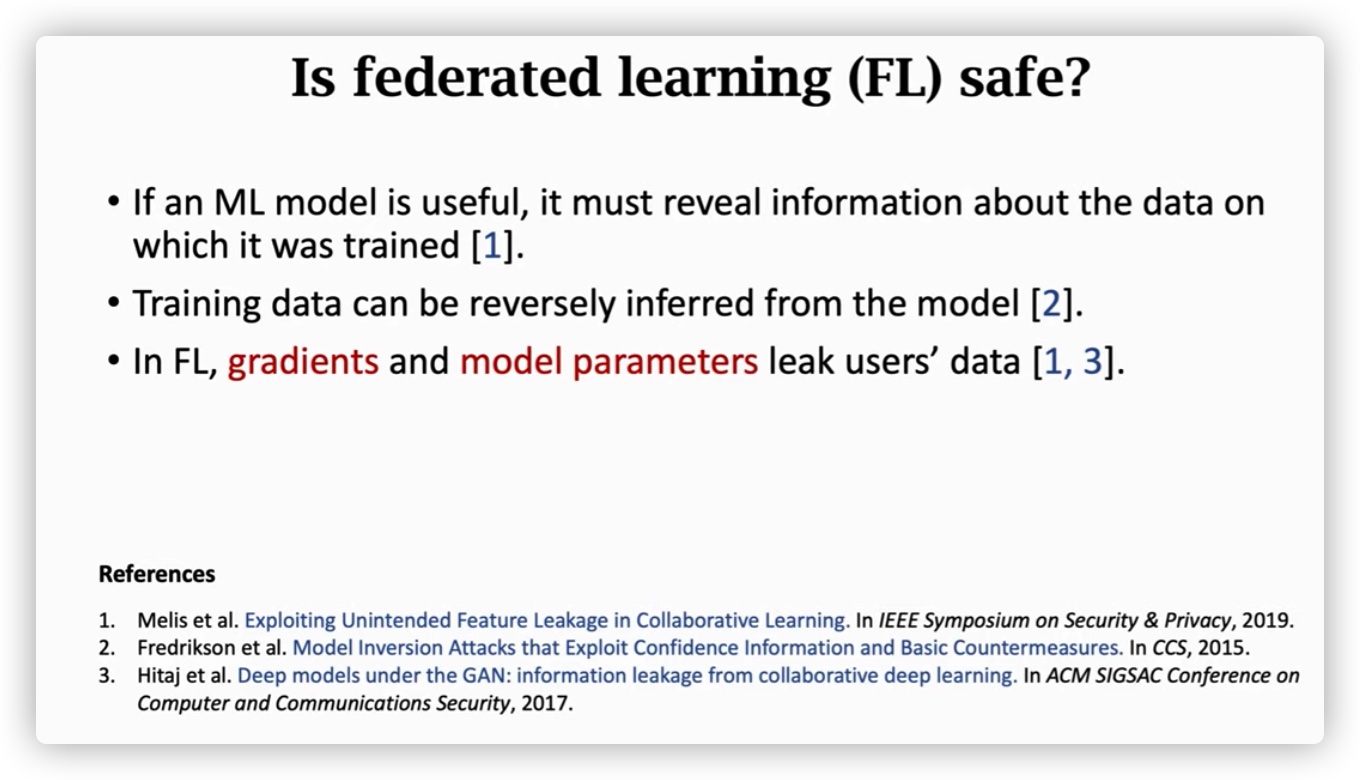 Is federated learning (FL) safe?
• If an ML model is useful, it must reveal information about the data on
which it was trained [1].
• Training data can be reversely inferred from the model [2].
• In FL, gradients and model parameters leak users’ data [1, 3].
References
1. Melis et al. Exploiting Unintended Feature Leakage in Collaborative Learning. In IEEE Symposium on Security & Privacy, 2019.
2. Fredrikson et al. Model Inversion Attacks that Exploit Confidence Information and Basic Countermeasures. In CCS, 2015.
3. Hitaj et al. Deep models under the GAN: information leakage from collaborative deep learning. In ACM SIGSAC Conference on
Computer and Communications Security, 2017.